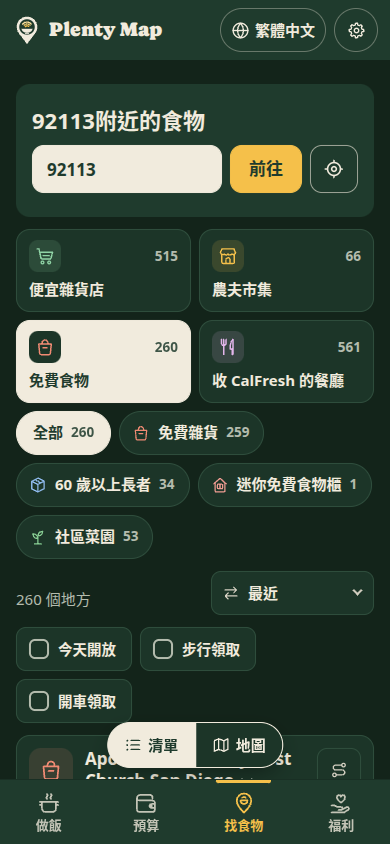 Plenty Map
繁體中文
92113附近的食物
92113
前往
515
便宜雜貨店
66
農夫市集
260
免費食物
561
收 CalFresh 的餐廳
全部 260
免費雜貨 259
60 歲以上長者 34
迷你免費食物櫃 1
社區菜園 53
260 個地方
最近
今天開放
步行領取
開車領取
清單
地圖
Church San Diego
做飯
預算
找食物
福利